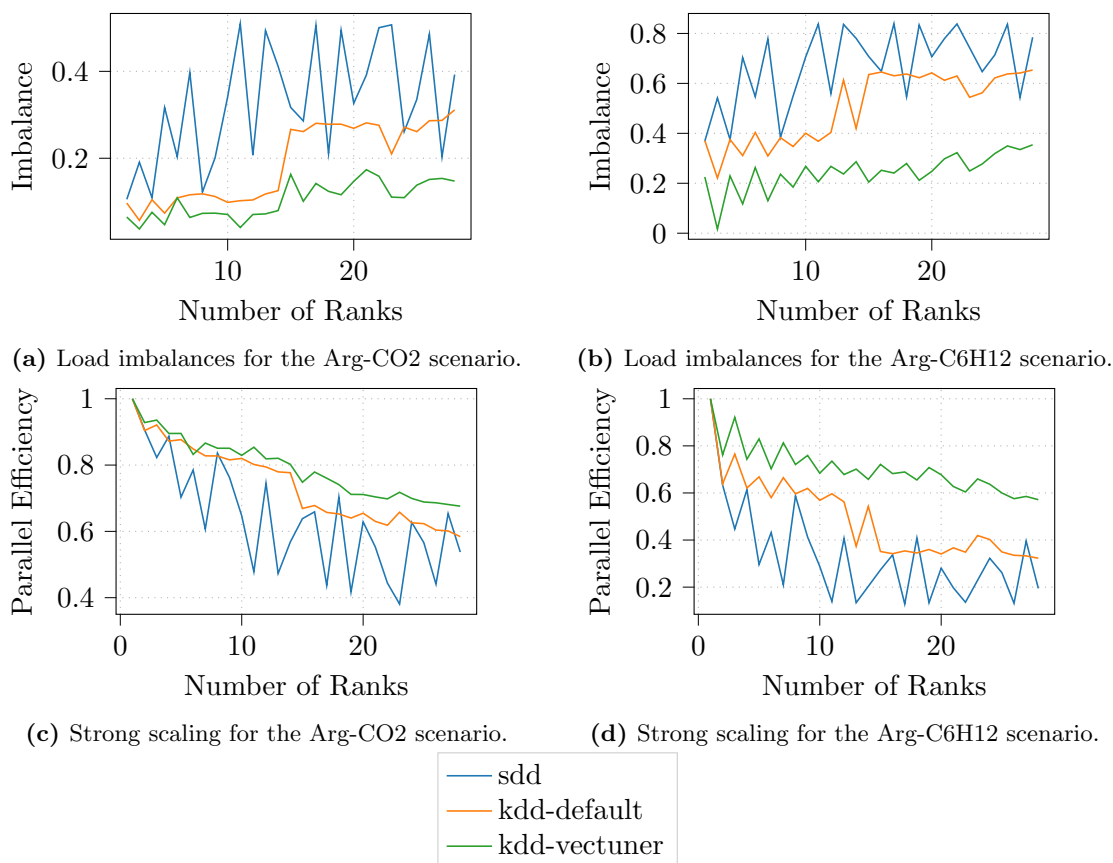 0.4
0.2
Imbalance
10
20
Number of Ranks
(a) Load imbalances for the Arg-CO2 scenario.
0.8
0.6
0.4
0.2
0
Imbalance
10
20
Number of Ranks
(b) Load imbalances for the Arg-C6H12 scenario.
1
0.8
0.6
0.4
Parallel Efficiency
0
10
20
Number of Ranks
(c) Strong scaling for the Arg-CO2 scenario.
1
0.8
0.6
0.4
0.2
Parallel Efficiency
0
10
20
Number of Ranks
(d) Strong scaling for the Arg-C6H12 scenario.
sdd
kdd-default
kdd-vectuner